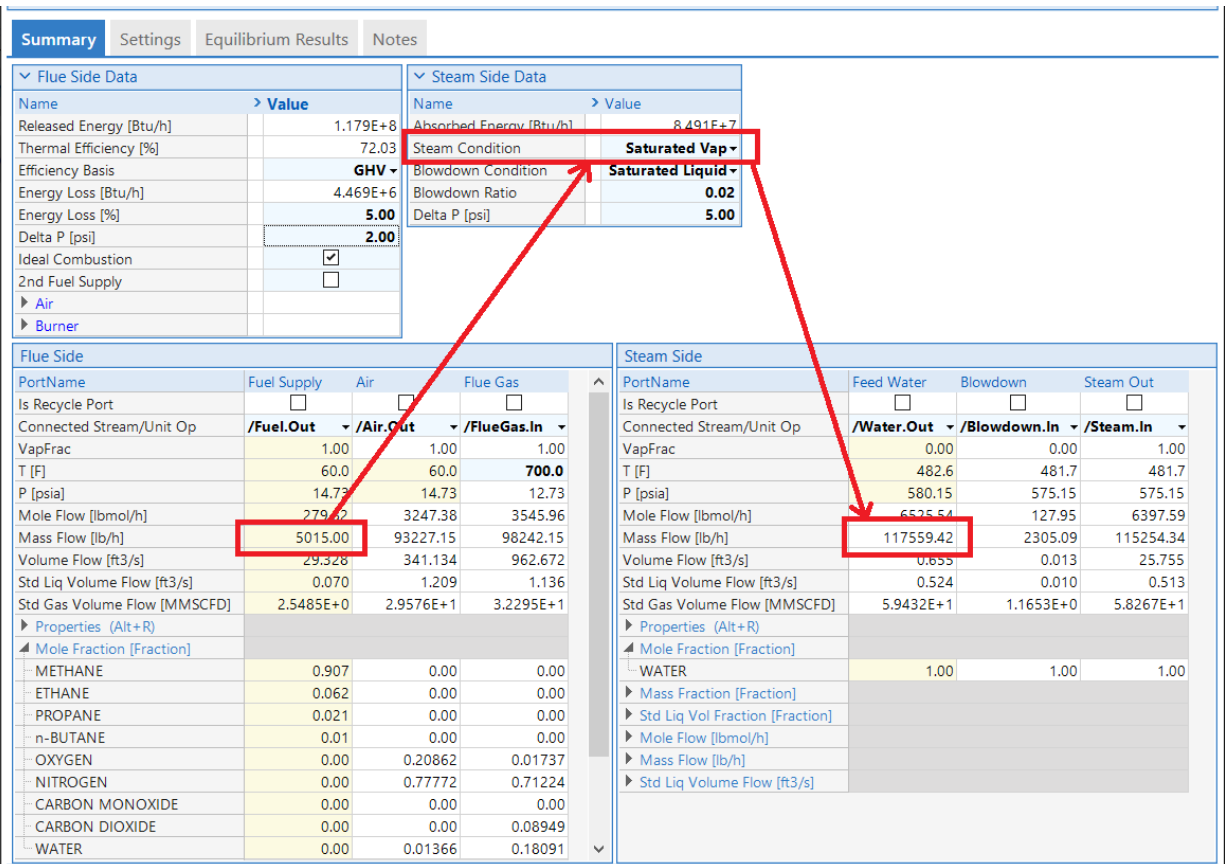 Summary Settings Equilibrium Results Notes
Flue Side Data
Name Value
Released Energy [Btu/h] 1.179E+8
Thermal Efficiency [%] 72.03
Efficiency Basis GHV
Energy Loss [Btu/h] 4.469E+6
Energy Loss [%] 5.00
Delta P [psi] 2.00
Ideal Combustion
2nd Fuel Supply
Air
Burner
Steam Side Data
Name Value
Absorbed Energy [Btu/h] 8.491E+7
Steam Condition Saturated Vap
Blowdown Condition Saturated Liquid
Blowdown Ratio 0.02
Delta P [psi] 5.00
Flue Side
PortName Fuel Supply Air Flue Gas
Is Recycle Port
Connected Stream/Unit Op /Fuel.Out /Air.Out /FlueGas.In
VapFrac 1.00 1.00 1.00
T [F] 60.0 60.0 700.0
P [psia] 14.73 14.73 12.73
Mole Flow [lbmol/h] 279.82 3247.38 3545.96
Mass Flow [lb/h] 5015.00 93227.15 98242.15
Volume Flow [ft3/s] 29.328 341.134 962.672
Std Liq Volume Flow [ft3/s] 0.070 1.209 1.136
Std Gas Volume Flow [MMSCFD] 2.5485E+0 2.9576E+1 3.2295E+1
Properties (Alt+R)
Mole Fraction [Fraction]
METHANE 0.907 0.00 0.00
ETHANE 0.062 0.00 0.00
PROPANE 0.021 0.00 0.00
n-BUTANE 0.01 0.00 0.00
OXYGEN 0.00 0.20862 0.01737
NITROGEN 0.00 0.77772 0.71224
CARBON MONOXIDE 0.00 0.00 0.00
CARBON DIOXIDE 0.00 0.00 0.08949
WATER 0.00 0.01366 0.18091
Steam Side
PortName Feed Water Blowdown Steam Out
Is Recycle Port
Connected Stream/Unit Op /Water.Out /Blowdown.In /Steam.In
VapFrac 0.00 0.00 1.00
T [F] 482.6 481.7 481.7
P [psia] 580.15 575.15 575.15
Mole Flow [lbmol/h] 6525.54 127.95 6397.59
Mass Flow [lb/h] 117559.42 2305.09 115254.34
Volume Flow [ft3/s] 0.655 0.013 25.755
Std Liq Volume Flow [ft3/s] 0.524 0.010 0.513
Std Gas Volume Flow [MMSCFD] 5.9432E+1 1.1653E+0 5.8267E+1
Properties (Alt+R)
Mole Fraction [Fraction]
WATER 1.00 1.00 1.00
Mass Fraction [Fraction]
Std Liq Vol Fraction [Fraction]
Mole Flow [lbmol/h]
Mass Flow [lb/h]
Std Liq Volume Flow [ft3/s]